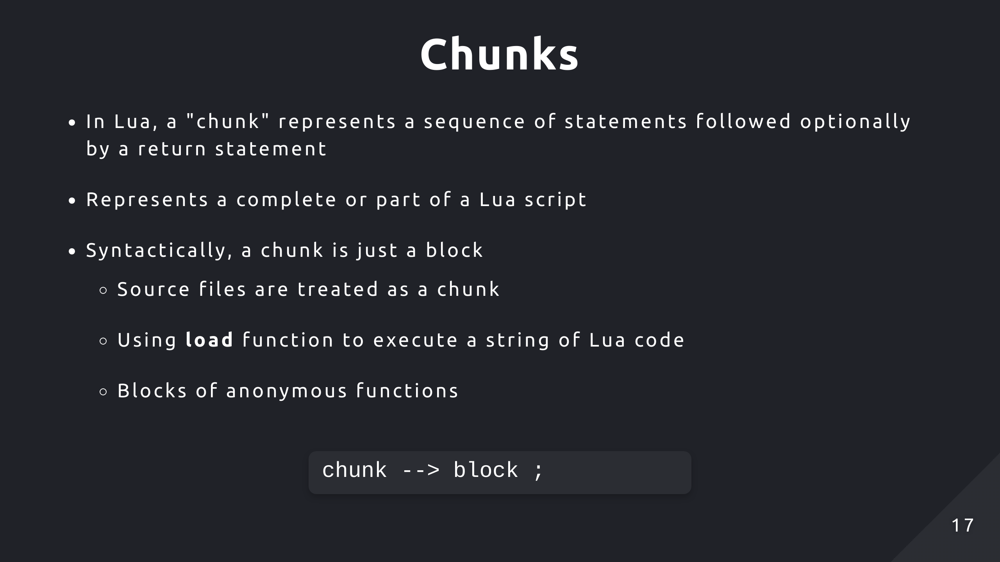 Chunks
• In Lua, a "chunk" represents a sequence of statements followed optionally
by a return statement
• Represents a complete or part of a Lua script
• Syntactically, a chunk is just a block
◦ Source files are treated as a chunk
◦ Using load function to execute a string of Lua code
◦ Blocks of anonymous functions
chunk --> block ;
17